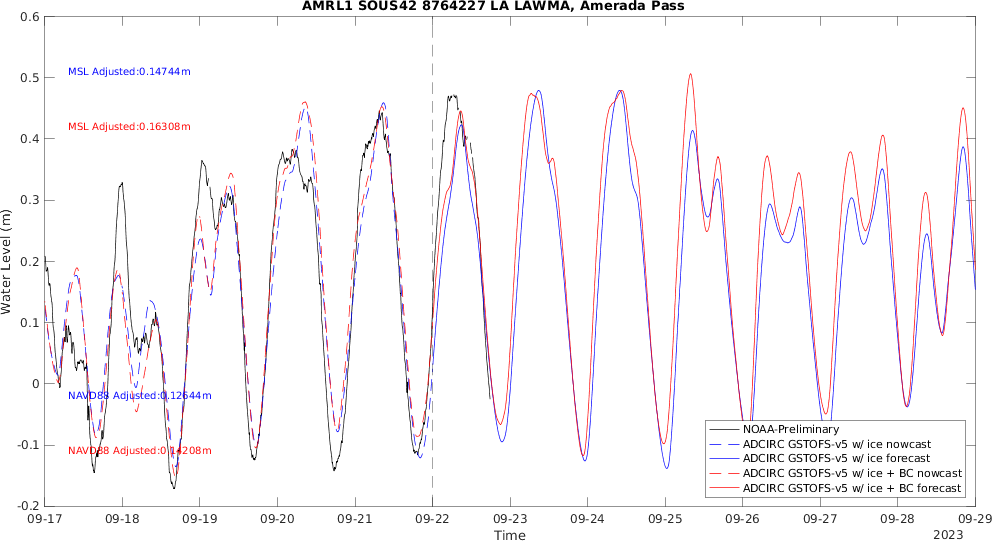 AMRL1 SOUS42 8764227 LA LAWMA, Amerada Pass
0.6
0.5
0.4
0.3
0.2
0.1
0
-0.1
-0.2
Water Level (m)
MSL Adjusted:0.14744m
MSL Adjusted:0.16308m
NAVD88 Adjusted:0.12644m
NAVD88 Adjusted:0.14208m
NOAA-Preliminary
ADCIRC GSTOFS-v5 w/ ice nowcast
ADCIRC GSTOFS-v5 w/ ice forecast
ADCIRC GSTOFS-v5 w/ ice + BC nowcast
ADCIRC GSTOFS-v5 w/ ice + BC forecast
09-17 09-18 09-19 09-20 09-21 09-22 09-23 09-24 09-25 09-26 09-27 09-28 09-29
Time
2023